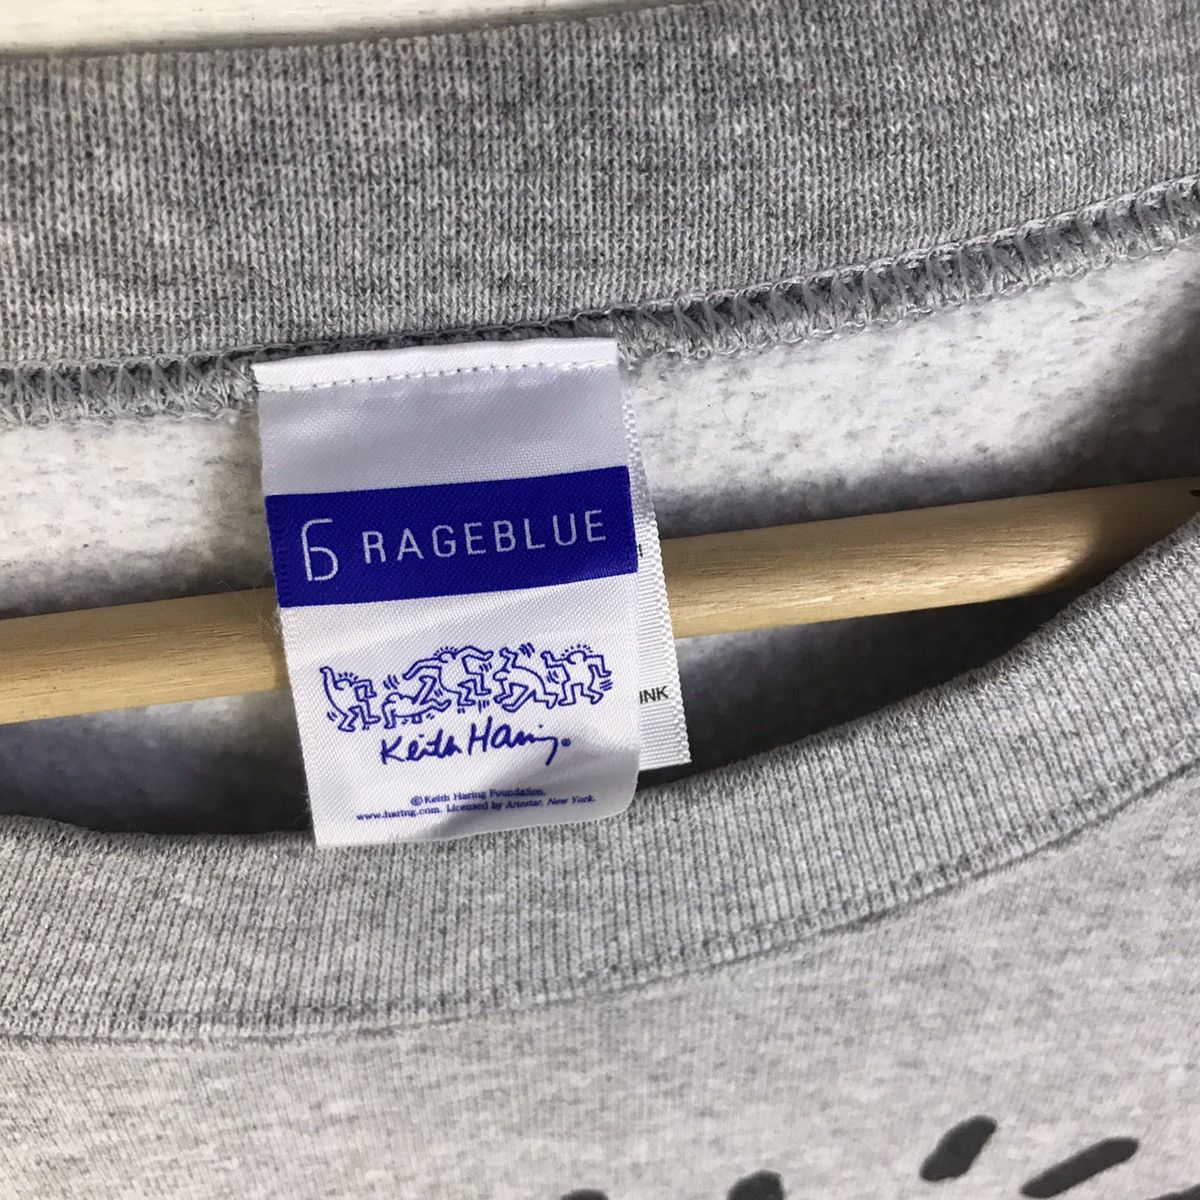 RAGEBLUE
Keith Haring.
©Keith Haring Foundation.
www.haring.com. Licensed by Artestar, New York.
INK